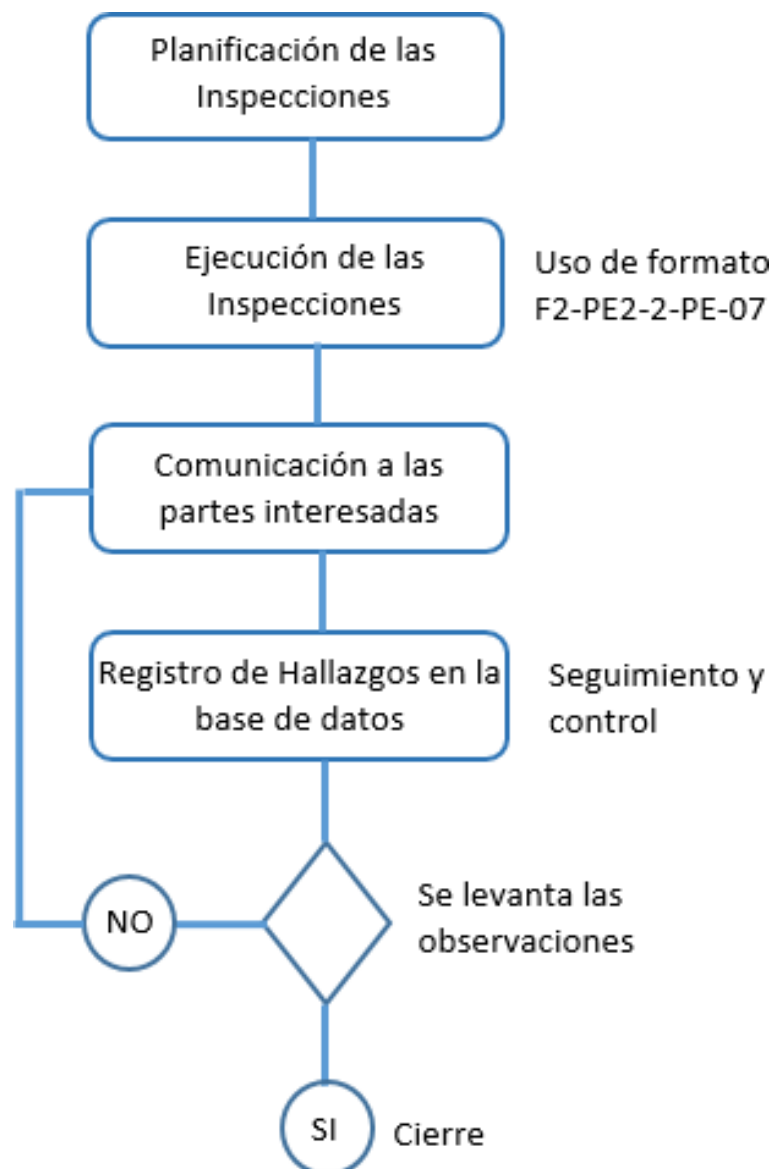 Planificación de las
Inspecciones
Ejecución de las
Inspecciones
Uso de formato
F2-PE2-2-PE-07
Comunicación a las
partes interesadas
Registro de Hallazgos en la
base de datos
Seguimiento y
control
Se levanta las
observaciones
NO
SI
Cierre